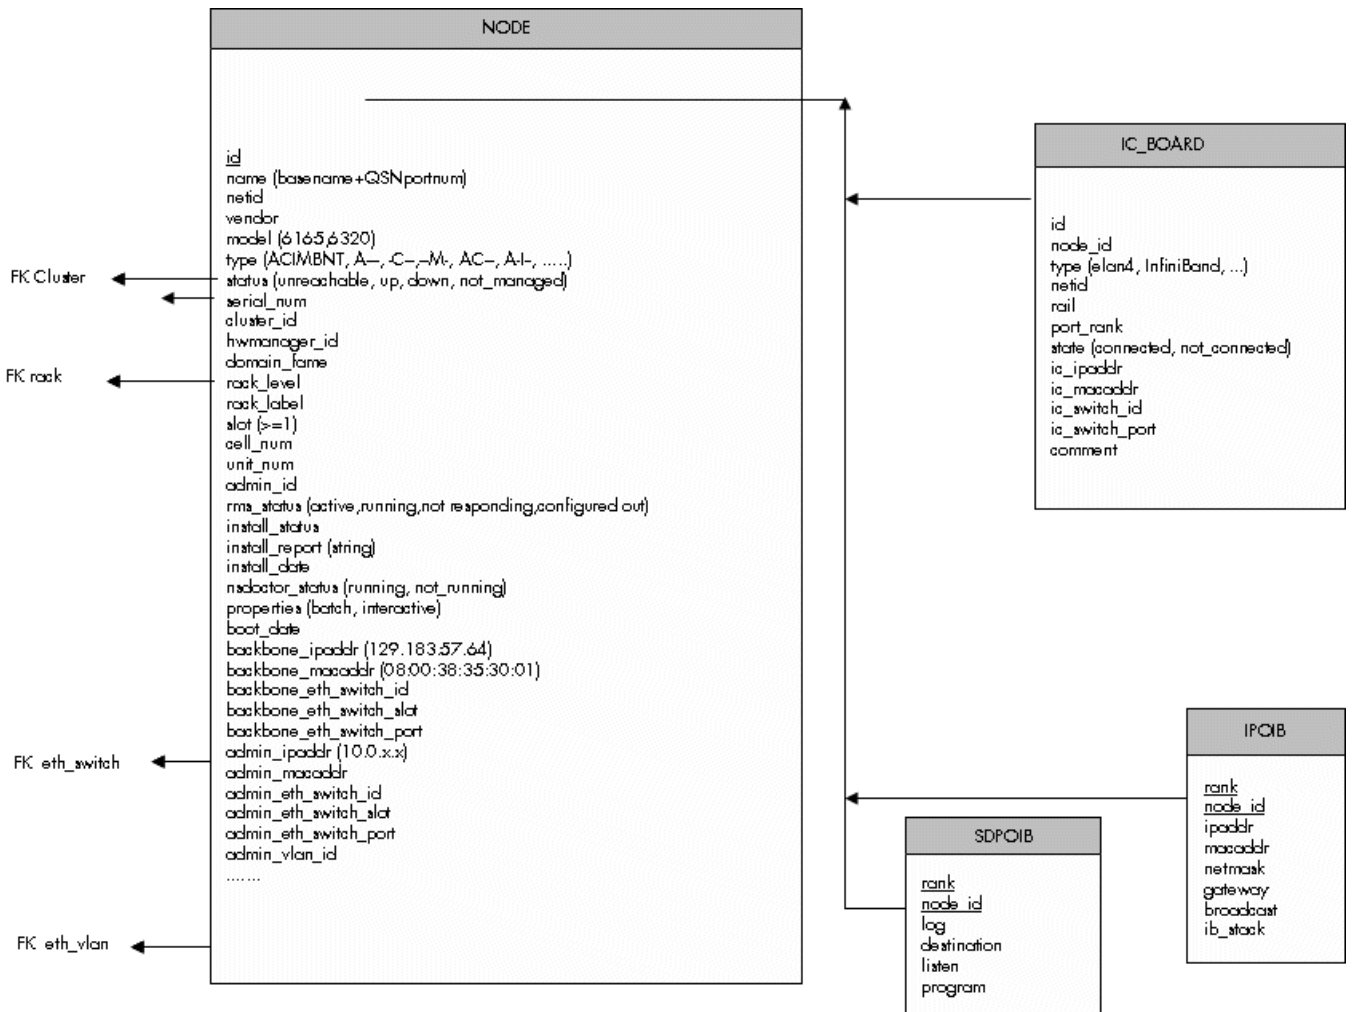 NODE
id
name (basename+QSNportnum)
netid
vendor
model (6165,6320)
type (ACIMBNT, A---, -C--,--M-, AC--, A-I-, .....)
status (unreachable, up, down, not_managed)
serial_num
cluster_id
hwmanager_id
domain_fame
rack_level
rack_label
slot (>=1)
cell_num
unit_num
admin_id
rms_status (active,running,not responding,configured out)
install_status
install_report (string)
install_date
nsdoctor_status (running, not_running)
properties (batch, interactive)
boot_date
backbone_ipaddr (129.183.57.64)
backbone_macaddr (08:00:38:35:30:01)
backbone_eth_switch_id
backbone_eth_switch_slot
backbone_eth_switch_port
admin_ipaddr (10.0.x.x)
admin_macaddr
admin_eth_switch_id
admin_eth_switch_slot
admin_eth_switch_port
admin_vlan_id
.......
FK Cluster
FK rack
FK eth_switch
FK eth_vlan
IC_BOARD
id
node_id
type (elan4, InfiniBand, ...)
netid
rail
port_rank
state (connected, not_connected)
ic_ipaddr
ic_macaddr
ic_switch_id
ic_switch_port
comment
IPOIB
rank
node_id
ipaddr
macaddr
netmask
gateway
broadcast
ib_stack
SDPOIB
rank
node_id
log
destination
listen
program